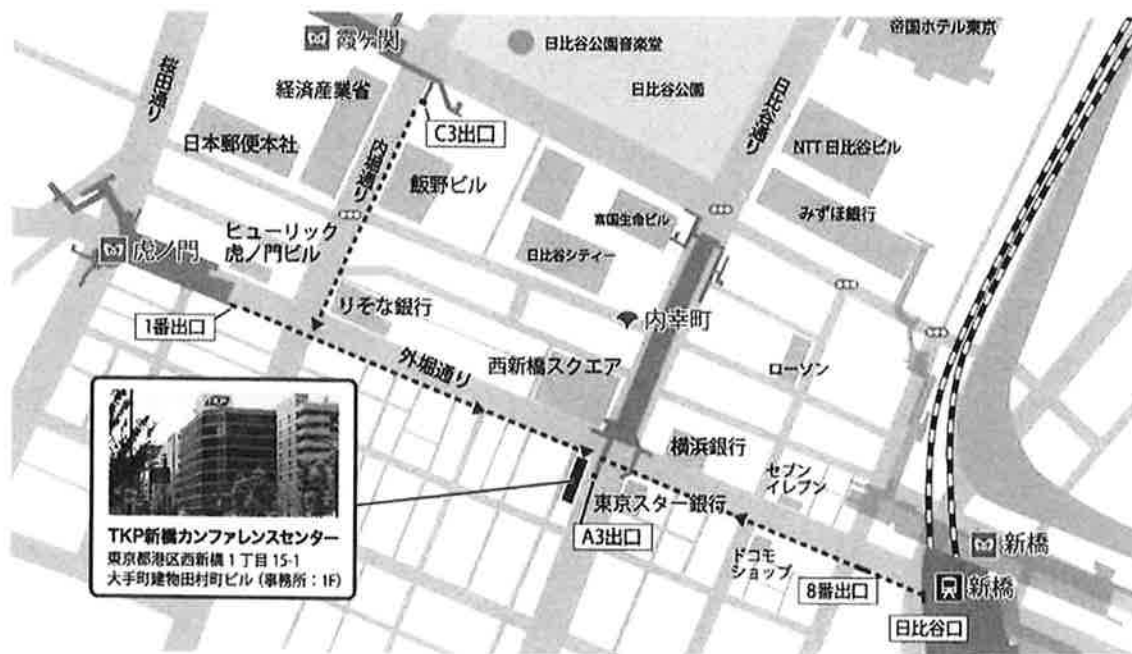 霞ヶ関
日比谷公園音楽堂
帝国ホテル東京
桜田通り
経済産業省
日比谷公園
日比谷通り
C3出口
日本郵便本社
内堀通り
飯野ビル
NTT日比谷ビル
富国生命ビル
みずほ銀行
ヒューリック
虎ノ門ビル
虎ノ門
日比谷シティー
りそな銀行
1番出口
内幸町
外堀通り
西新橋スクエア
ローソン
TKP
横浜銀行
セブン
イレブン
東京スター銀行
A3出口
TKP新橋カンファレンスセンター
東京都港区西新橋1丁目15-1
大手町建物田村町ビル(事務所:1F)
ドコモ
ショップ
新橋
8番出口
新橋
日比谷口